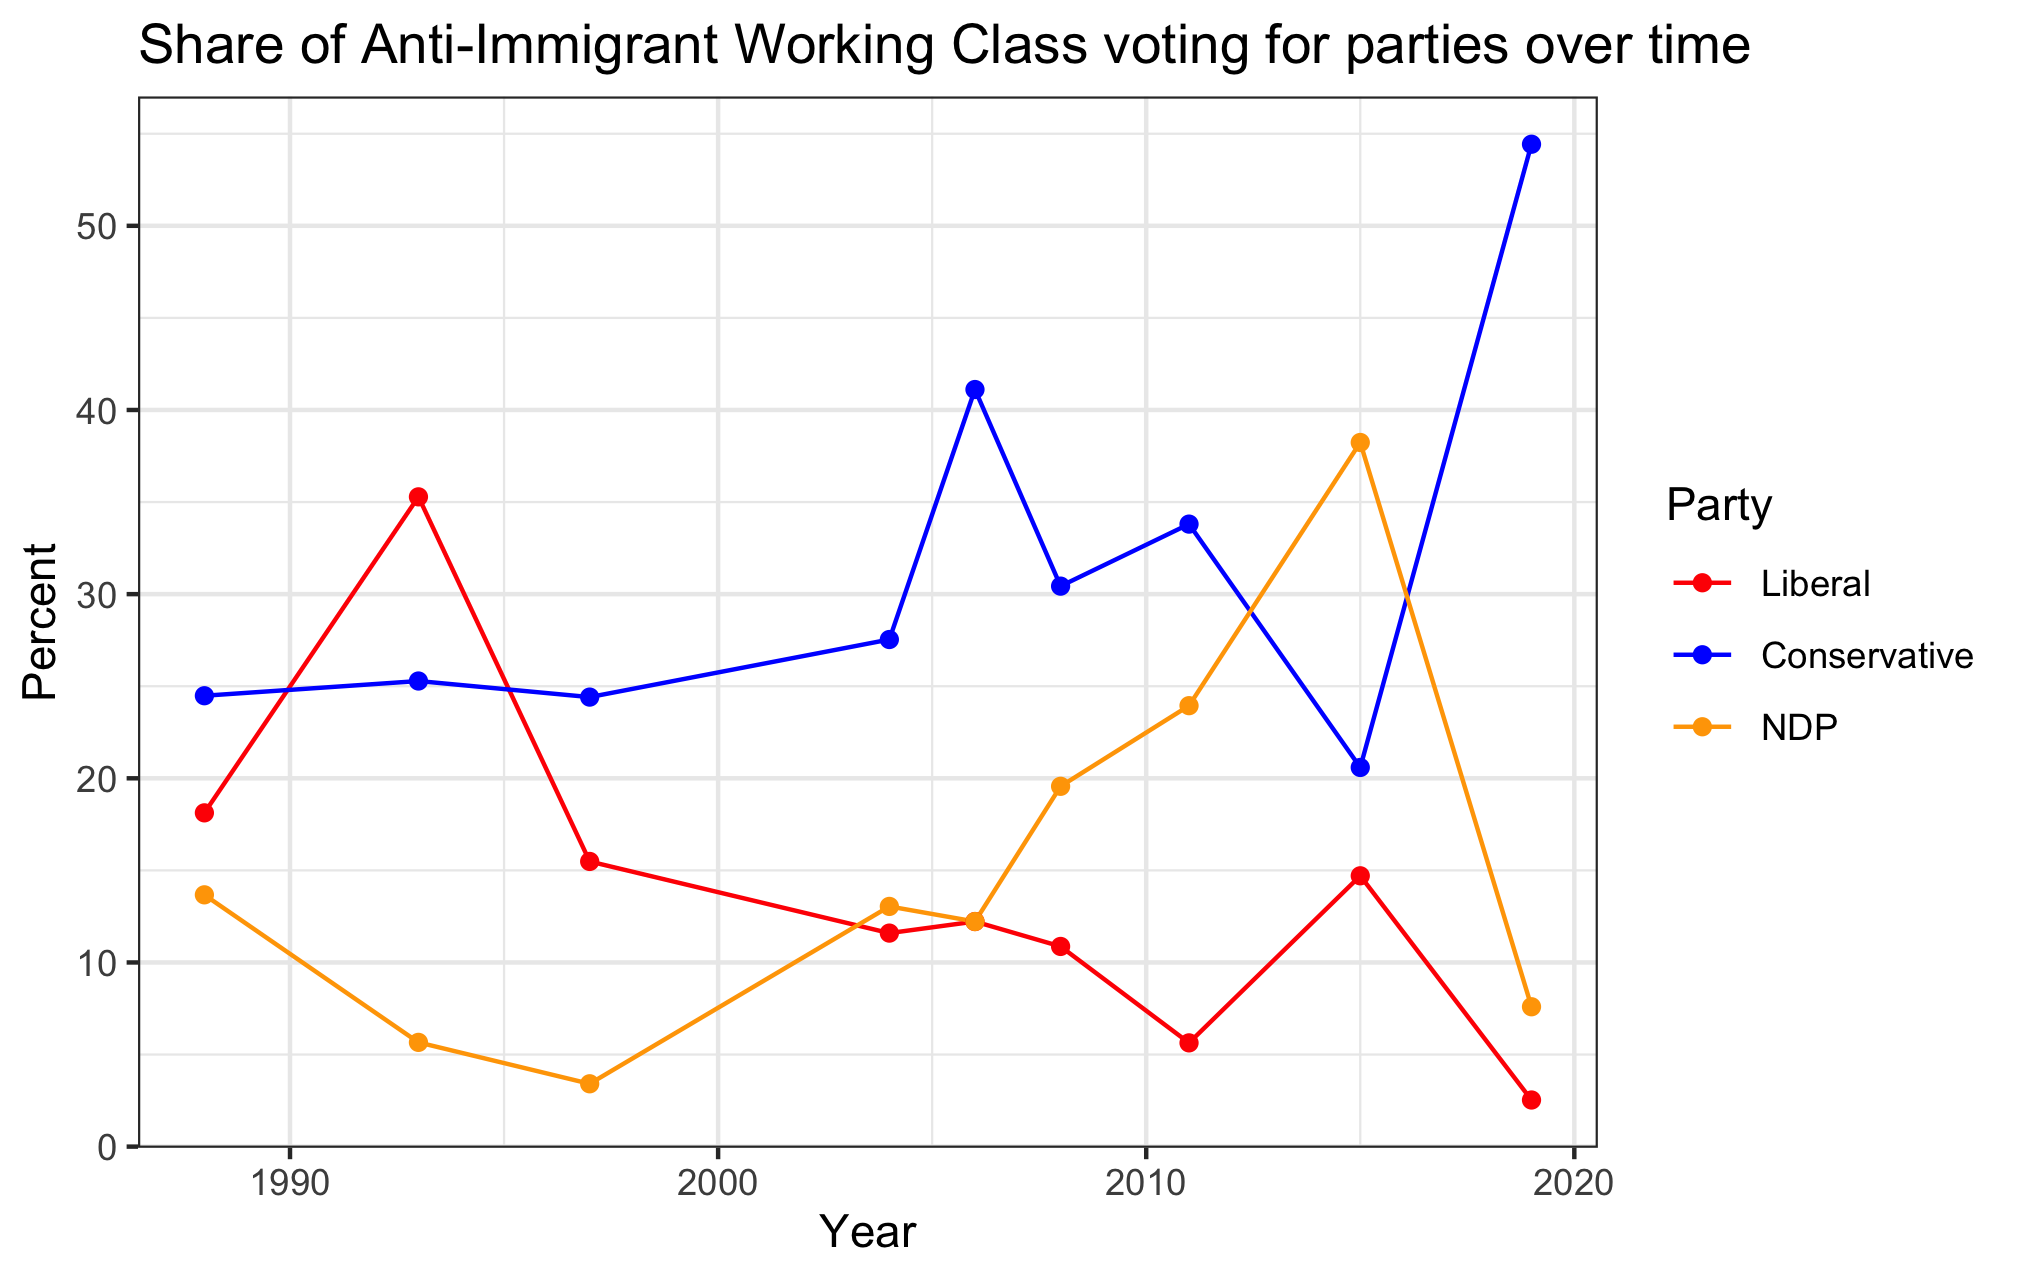 Share of Anti-Immigrant Working Class voting for parties over time
Percent
50
40
30
20
10
0
1990
2000
2010
2020
Year
Party
Liberal
Conservative
NDP